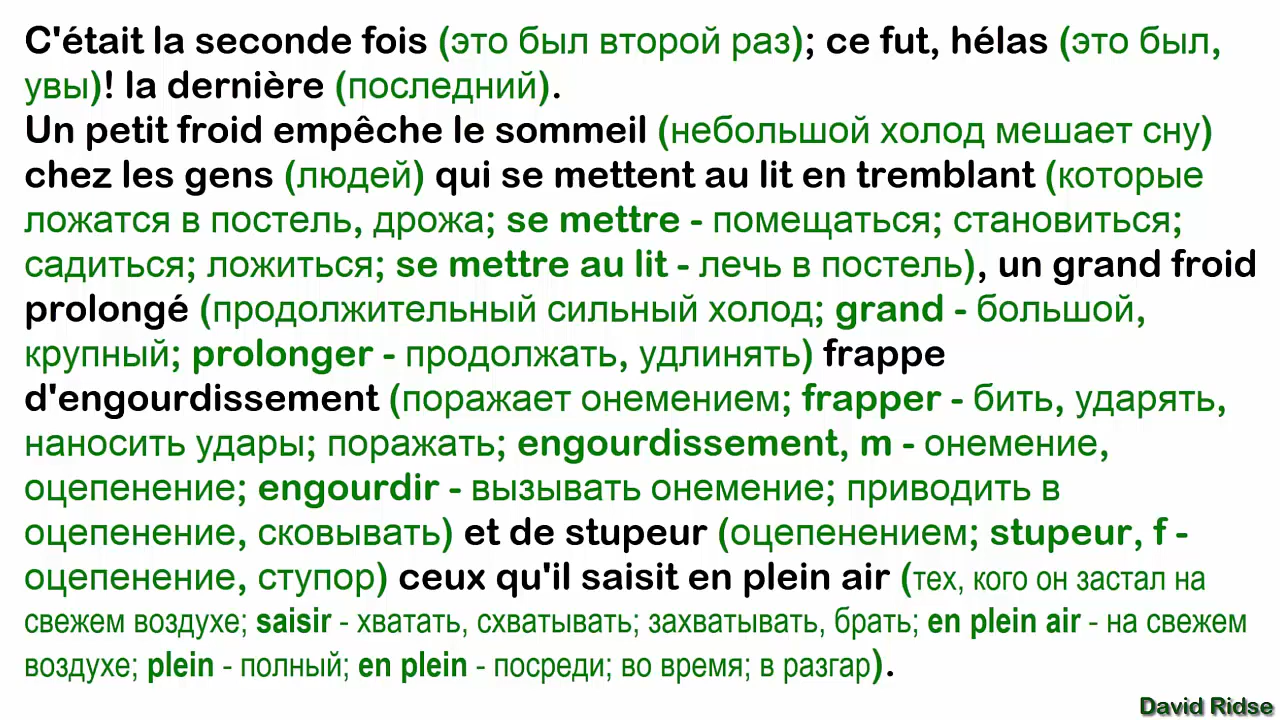 C'était la seconde fois (это был второй раз); ce fut, hélas (это был,
увы)! la dernière (последний).
Un petit froid empêche le sommeil (небольшой холод мешает сну)
chez les gens (людей) qui se mettent au lit en tremblant (которые
ложатся в постель, дрожа; se mettre - помещаться; становиться;
садиться; ложиться; se mettre au lit - лечь в постель), un grand froid
prolongé (продолжительный сильный холод; grand - большой,
крупный; prolonger - продолжать, удлинять) frappe
d'engourdissement (поражает онемением; frapper - бить, ударять,
наносить удары; поражать; engourdissement, m - онемение,
оцепенение; engourdir - вызывать онемение; приводить в
оцепенение, сковывать) et de stupeur (оцепенением; stupeur, f -
оцепенение, ступор) ceux qu'il saisit en plein air (тех, кого он застал на
свежем воздухе; saisir - хватать, схватывать; захватывать, брать; en plein air - на свежем
воздухе; plein - полный; en plein - посреди; во время; в разгар).
David Ridse